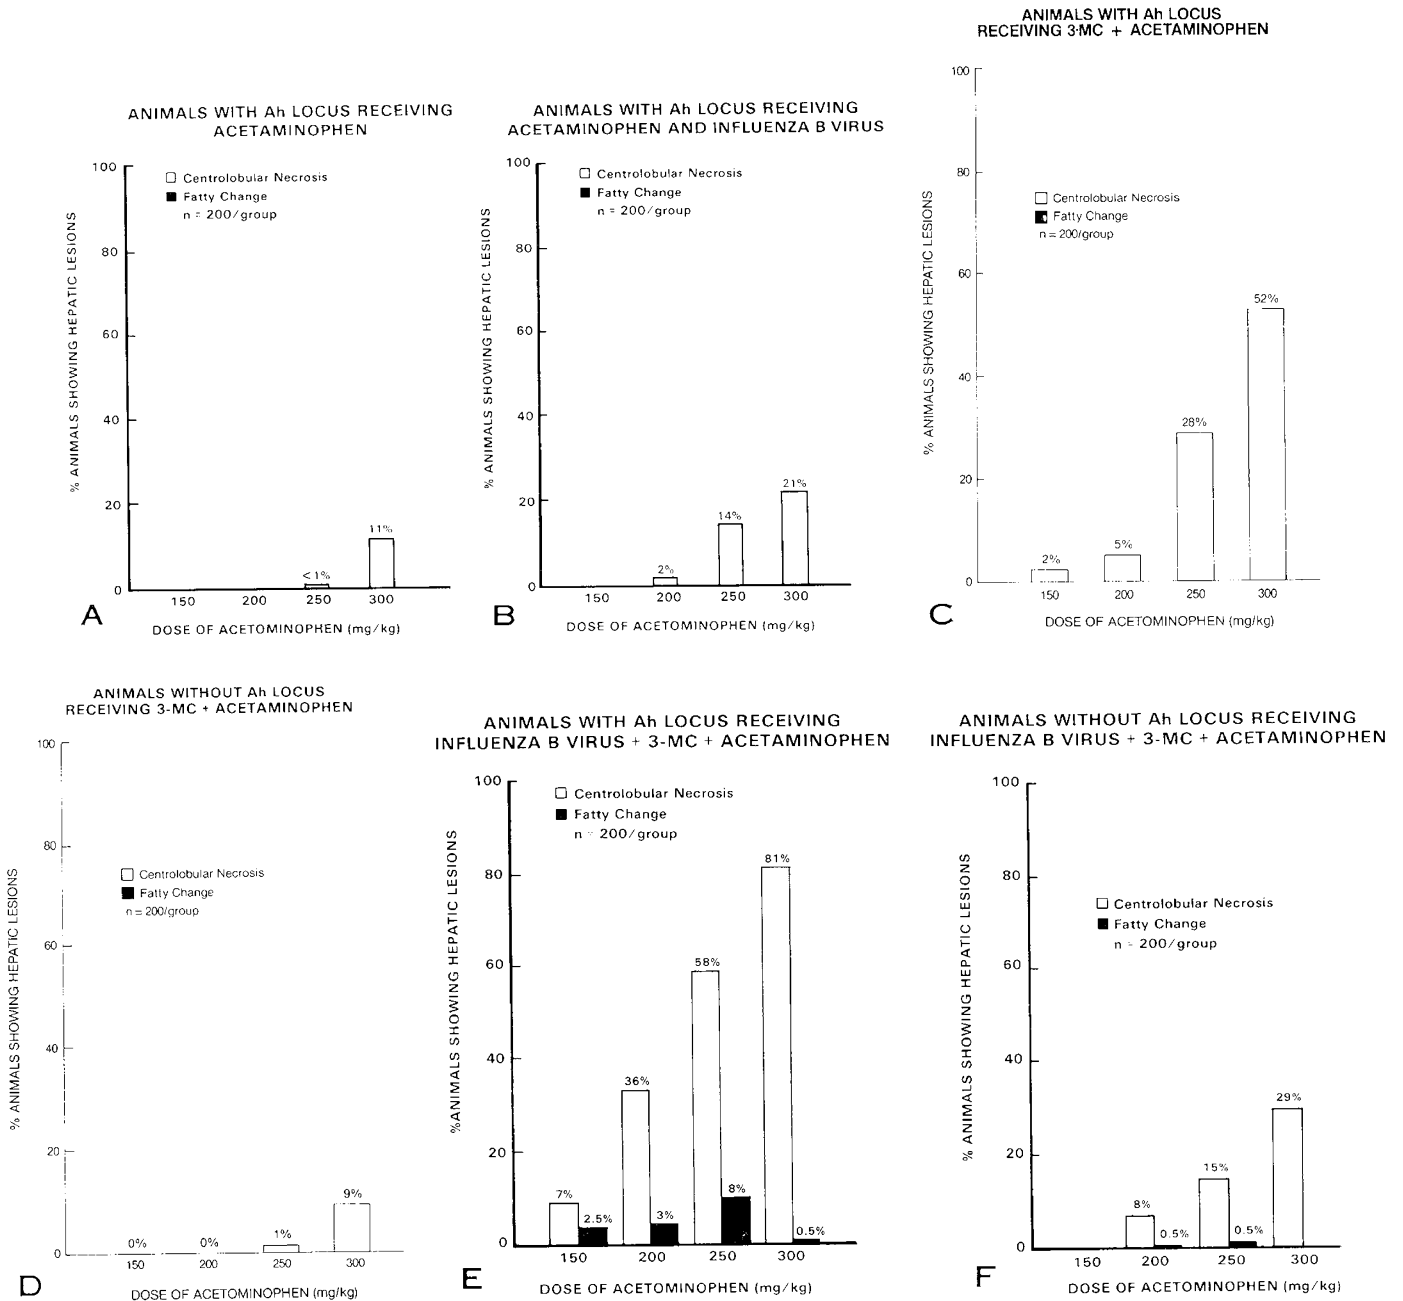 ANIMALS WITH Ah LOCUS RECEIVING
ACETAMINOPHEN
100
80
60
40
20
0
% ANIMALS SHOWING HEPATIC LESIONS
Centrolobular Necrosis
Fatty Change
n = 200/group
<1%
11%
150 200 250 300
A
DOSE OF ACETOMINOPHEN (mg/kg)
ANIMALS WITH Ah LOCUS RECEIVING
ACETAMINOPHEN AND INFLUENZA B VIRUS
100
80
60
40
20
0
% ANIMALS SHOWING HEPATIC LESIONS
Centrolobular Necrosis
Fatty Change
n = 200/group
2%
14%
21%
150 200 250 300
B
DOSE OF ACETOMINOPHEN (mg/kg)
ANIMALS WITH Ah LOCUS
RECEIVING 3-MC + ACETAMINOPHEN
100
80
60
40
20
0
% ANIMALS SHOWING HEPATIC LESIONS
Centrolobular Necrosis
Fatty Change
n = 200/group
2%
5%
28%
52%
150 200 250 300
C
DOSE OF ACETOMINOPHEN (mg/kg)
ANIMALS WITHOUT Ah LOCUS
RECEIVING 3-MC + ACETAMINOPHEN
100
80
60
40
20
0
% ANIMALS SHOWING HEPATIC LESIONS
Centrolobular Necrosis
Fatty Change
n = 200/group
0%
0%
1%
9%
150 200 250 300
D
DOSE OF ACETOMINOPHEN (mg/kg)
ANIMALS WITH Ah LOCUS RECEIVING
INFLUENZA B VIRUS + 3-MC + ACETAMINOPHEN
100
80
60
40
20
0
%ANIMALS SHOWING HEPATIC LESIONS
Centrolobular Necrosis
Fatty Change
n = 200/group
7%
2.5%
36%
3%
58%
8%
81%
0.5%
150 200 250 300
E
DOSE OF ACETOMINOPHEN (mg/kg)
ANIMALS WITHOUT Ah LOCUS RECEIVING
INFLUENZA B VIRUS + 3-MC + ACETAMINOPHEN
100
80
60
40
20
0
% ANIMALS SHOWING HEPATIC LESIONS
Centrolobular Necrosis
Fatty Change
n = 200/group
8%
0.5%
15%
0.5%
29%
150 200 250 300
F
DOSE OF ACETOMINOPHEN (mg/kg)